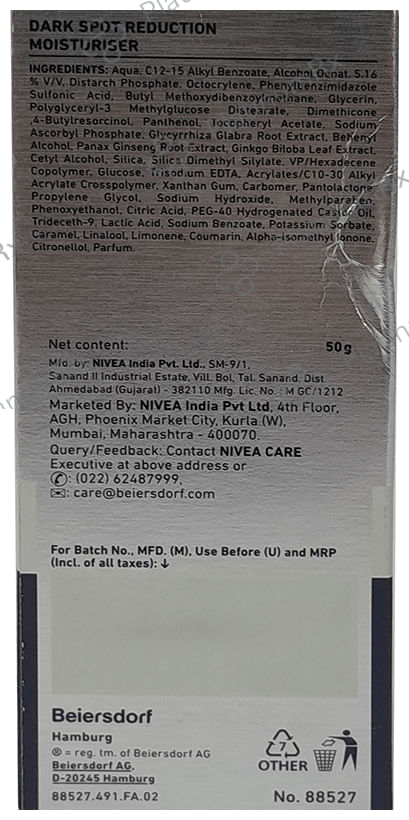 DARK SPOT REDUCTION
MOISTURISER
INGREDIENTS: Aqua, C12-15 Alkyl Benzoate, Alcohol Denat. 5.16
% V/V, Distarch Phosphate, Octocrylene, Phenylbenzimidazole
Sulfonic Acid, Butyl Methoxydibenzoylmethane, Glycerin,
Polyglyceryl-3 Methylglucose Distearate, Dimethicone
,4-Butylresorcinol, Panthenol, Tocopheryl Acetate, Sodium
Ascorbyl Phosphate, Glycyrrhiza Glabra Root Extract, Behenyl
Alcohol, Panax Ginseng Root Extract, Ginkgo Biloba Leaf Extract,
Cetyl Alcohol, Silica, Silica Dimethyl Silylate, VP/Hexadecene
Copolymer, Glucose, Trisodium EDTA, Acrylates/C10-30 Alkyl
Acrylate Crosspolymer, Xanthan Gum, Carbomer, Pantolactone
Propylene Glycol, Sodium Hydroxide, Methylparaben,
Phenoxyethanol, Citric Acid, PEG-40 Hydrogenated Castor Oil,
Trideceth-9, Lactic Acid, Sodium Benzoate, Potassium Sorbate,
Caramel, Linalool, Limonene, Coumarin, Alpha-isomethyl Ionone,
Citronellol, Parfum.
Net content: 50g
Mfd. by: NIVEA India Pvt. Ltd., SM-9/1,
Sanand II Industrial Estate, Vill. Bol, Tal. Sanand, Dist
Ahmedabad (Gujarat) - 382110 Mfg. Lic. No.: M GC/1212
Marketed By: NIVEA India Pvt Ltd, 4th Floor,
AGH, Phoenix Market City, Kurla (W),
Mumbai, Maharashtra - 400070.
Query/Feedback: Contact NIVEA CARE
Executive at above address or
✆: (022) 62487999,
✉: care@beiersdorf.com
For Batch No., MFD. (M), Use Before (U) and MRP
(Incl. of all taxes): ↓
Beiersdorf
Hamburg
® = reg. tm. of Beiersdorf AG
Beiersdorf AG,
D-20245 Hamburg
88527.491.FA.02
7
OTHER
No. 88527